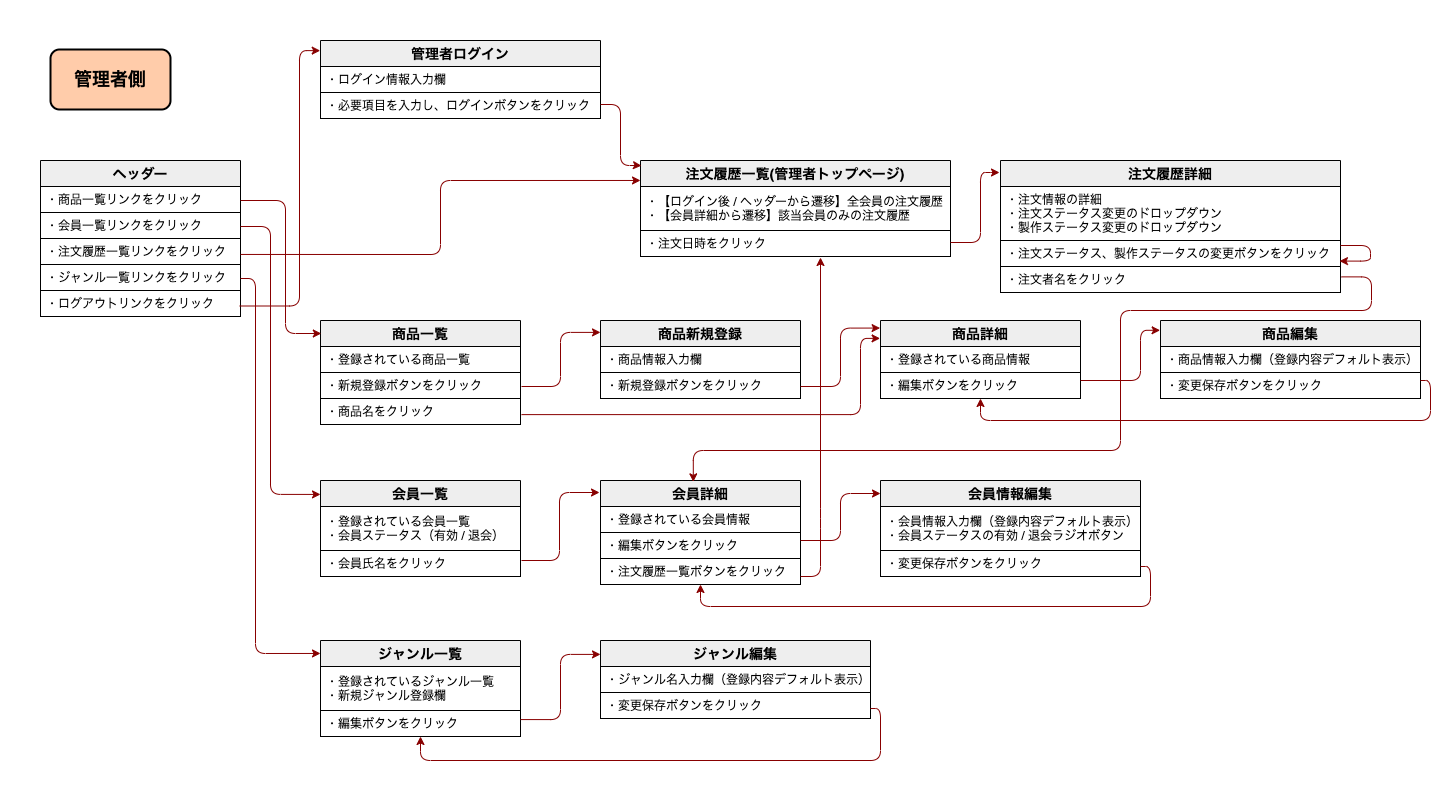 管理者側
管理者ログイン
・ログイン情報入力欄
・必要項目を入力し、ログインボタンをクリック
ヘッダー
・商品一覧リンクをクリック
・会員一覧リンクをクリック
・注文履歴一覧リンクをクリック
・ジャンル一覧リンクをクリック
・ログアウトリンクをクリック
注文履歴一覧(管理者トップページ)
・【ログイン後 / ヘッダーから遷移】全会員の注文履歴
・【会員詳細から遷移】該当会員のみの注文履歴
・注文日時をクリック
注文履歴詳細
・注文情報の詳細
・注文ステータス変更のドロップダウン
・製作ステータス変更のドロップダウン
・注文ステータス、製作ステータスの変更ボタンをクリック
・注文者名をクリック
商品一覧
・登録されている商品一覧
・新規登録ボタンをクリック
・商品名をクリック
商品新規登録
・商品情報入力欄
・新規登録ボタンをクリック
商品詳細
・登録されている商品情報
・編集ボタンをクリック
商品編集
・商品情報入力欄（登録内容デフォルト表示）
・変更保存ボタンをクリック
会員一覧
・登録されている会員一覧
・会員ステータス（有効 / 退会）
・会員氏名をクリック
会員詳細
・登録されている会員情報
・編集ボタンをクリック
・注文履歴一覧ボタンをクリック
会員情報編集
・会員情報入力欄（登録内容デフォルト表示）
・会員ステータスの有効 / 退会ラジオボタン
・変更保存ボタンをクリック
ジャンル一覧
・登録されているジャンル一覧
・新規ジャンル登録欄
・編集ボタンをクリック
ジャンル編集
・ジャンル名入力欄（登録内容デフォルト表示）
・変更保存ボタンをクリック